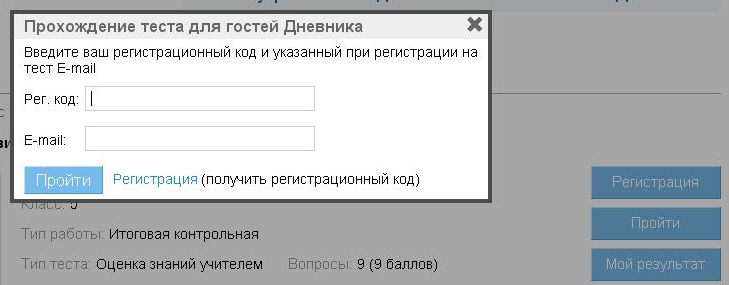 Прохождение теста для гостей Дневника
Введите ваш регистрационный код и указанный при регистрации на
тест E-mail
Рег. код:
E-mail:
Пройти Регистрация (получить регистрационный код)
Регистрация
Класс: 9
Пройти
Тип работы: Итоговая контрольная
Тип теста: Оценка знаний учителем Вопросы: 9 (9 баллов)
Мой результат